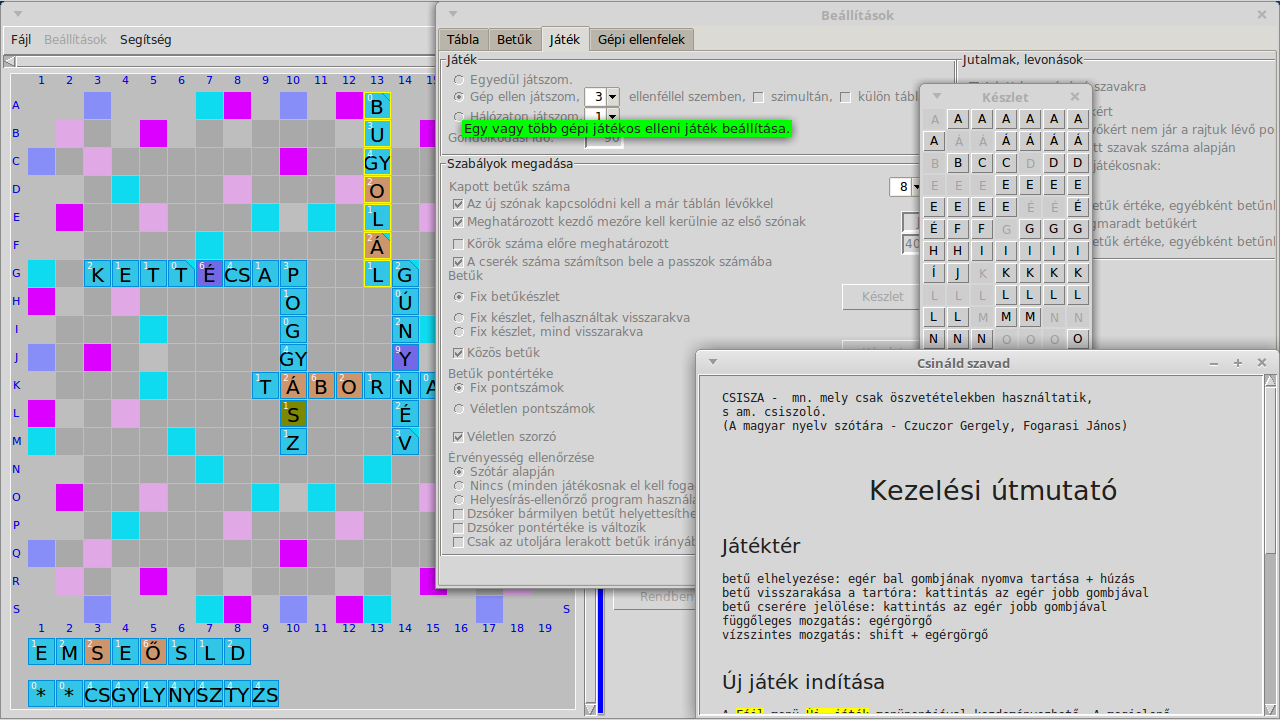 Fájl Beállítások Segítség
1 2 3 4 5 6 7 8 9 10 11 12 13 14
A B
B U
C GY
D O
E L
F Á
G K E T T É CS A P L G
H O Ú
I G N
J GY Y
K T Á B O R N A
L S É
M Z V
N
O
P
Q
R
S S
1 2 3 4 5 6 7 8 9 10 11 12 13 14 15 16 17 18 19
E M S E Ő S L D
* * CS GY LY NY SZ TY ZS
Beállítások
Tábla Betűk Játék Gépi ellenfelek
Játék
Egyedül játszom.
Gép ellen játszom, 3 ellenféllel szemben, szimultán, külön tábl
Hálózaton játszom. 1
Egy vagy több gépi játékos elleni játék beállítása.
Gondolkodási idő: 90
Szabályok megadása
Kapott betűk száma 8
Az új szónak kapcsolódni kell a már táblán lévőkkel
Meghatározott kezdő mezőre kell kerülnie az első szónak
Körök száma előre meghatározott 40
A cserék száma számítson bele a passzok számába
Betűk
Fix betűkészlet Készlet
Fix készlet, felhasználtak visszarakva
Fix készlet, mind visszarakva
Közös betűk
Betűk pontértéke
Fix pontszámok
Véletlen pontszámok
Véletlen szorzó
Érvényesség ellenőrzése
Szótár alapján
Nincs (minden játékosnak el kell foga
Helyesírás-ellenőrző program használa
Dzsóker bármilyen betűt helyettesíthe
Dzsóker pontértéke is változik
Csak az utoljára lerakott betűk irányáb
Rendben
Jutalmak, levonások
szavakra
kért
vőkért nem jár a rajtuk lévő po
tt szavak száma alapján
játékosnak:
etűk értéke, egyébként betűnl
megmaradt betűkért
etűk értéke, egyébként betűnl
Készlet
A A A A A A A
A Á Á Á Á Á Á
B B C C D D D
E E E E E E E
E E E E É É É
É F F G G G G
H H I I I I I
Í J K K K K K
L L L L L L L
L L M M M N N
N N N O O O O
Csináld szavad
CSISZA - mn. mely csak öszvetételekben használtatik,
s am. csiszoló.
(A magyar nyelv szótára - Czuczor Gergely, Fogarasi János)
Kezelési útmutató
Játéktér
betű elhelyezése: egér bal gombjának nyomva tartása + húzás
betű visszarakása a tartóra: kattintás az egér jobb gombjával
betű cserére jelölése: kattintás az egér jobb gombjával
függőleges mozgatás: egérgörgő
vízszintes mozgatás: shift + egérgörgő
Új játék indítása
A Fájl menü Új játék menüpontjával kezdeményezhető. A megjelenő